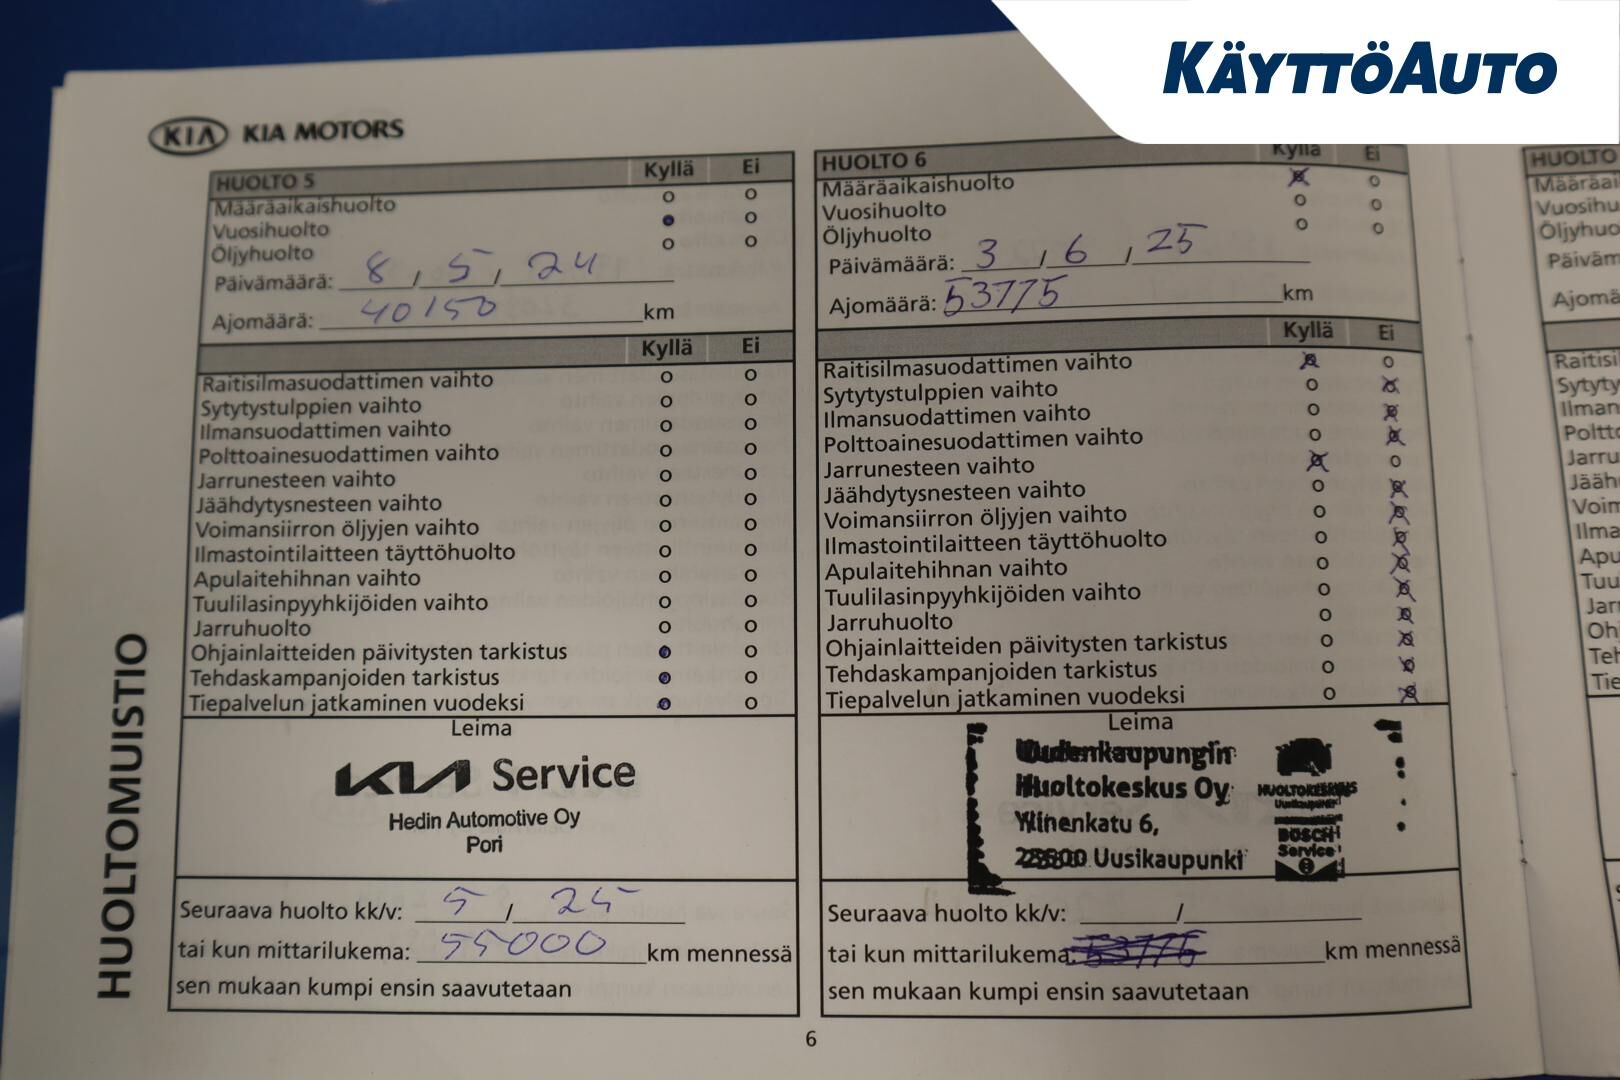 KÄYTTÖAUTO
KIA KIA MOTORS
HUOLTO 5 Kyllä Ei
Määräaikaishuolto o o
Vuosihuolto o
Öljyhuolto o o
Päivämäärä: 8 / 5 / 24
Ajomäärä: 40150 km
Kyllä Ei
Raitisilmasuodattimen vaihto o o
Sytytystulppien vaihto o o
Ilmansuodattimen vaihto o o
Polttoainesuodattimen vaihto o o
Jarrunesteen vaihto o o
Jäähdytysnesteen vaihto o o
Voimansiirron öljyjen vaihto o o
Ilmastointilaitteen täyttöhuolto o o
Apulaitehihnan vaihto o o
Tuulilasinpyyhkijöiden vaihto o o
Jarruhuolto o o
Ohjainlaitteiden päivitysten tarkistus o
Tehdaskampanjoiden tarkistus o
Tiepalvelun jatkaminen vuodeksi o
Leima
KIA Service
Hedin Automotive Oy
Pori
Seuraava huolto kk/v: 5 / 25
tai kun mittarilukema: 55000 km mennessä
sen mukaan kumpi ensin saavutetaan
HUOLTO 6 Kyllä Ei
Määräaikaishuolto x o
Vuosihuolto o o
Öljyhuolto o o
Päivämäärä: 3 / 6 / 25
Ajomäärä: 53775 km
Kyllä Ei
Raitisilmasuodattimen vaihto x o
Sytytystulppien vaihto o x
Ilmansuodattimen vaihto o x
Polttoainesuodattimen vaihto o x
Jarrunesteen vaihto x o
Jäähdytysnesteen vaihto o x
Voimansiirron öljyjen vaihto o x
Ilmastointilaitteen täyttöhuolto o x
Apulaitehihnan vaihto o x
Tuulilasinpyyhkijöiden vaihto o x
Jarruhuolto o x
Ohjainlaitteiden päivitysten tarkistus o x
Tehdaskampanjoiden tarkistus o x
Tiepalvelun jatkaminen vuodeksi o x
Leima
Uudenkaupungin
Huoltokeskus Oy
Ylinenkatu 6,
23500 Uusikaupunki
HUOLTOKESKUS
Uusikaupunki
BOSCH
Service
Seuraava huolto kk/v: /
tai kun mittarilukema: 53775 km mennessä
sen mukaan kumpi ensin saavutetaan
HUOLTOMUISTIO
6
HUOLTO